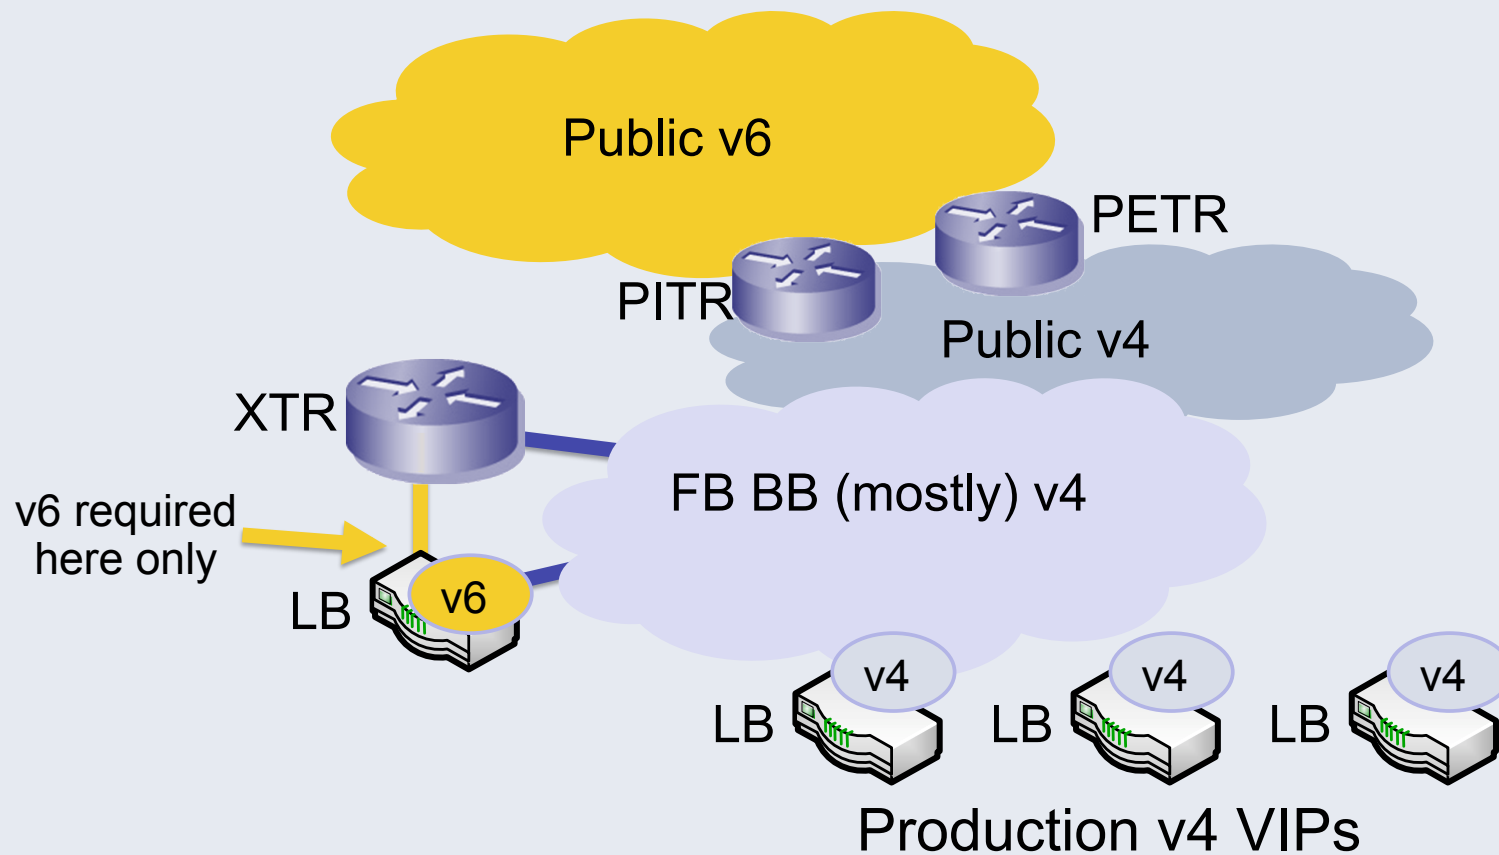 Public v6
PETR
PITR
Public v4
XTR
FB BB (mostly) v4
v6 required
here only
v6
LB
v4
v4
v4
LB
LB
LB
Production v4 VIPs